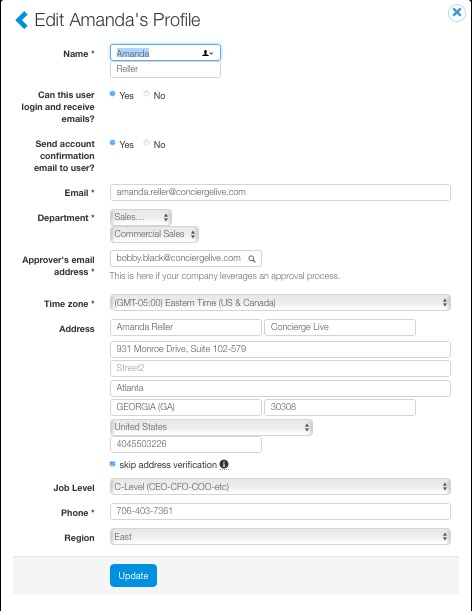 Edit Amanda's Profile
Name *
Amanda
Reller
Can this user
login and receive
emails?
Yes No
Send account
confirmation
email to user?
Yes No
Email *
amanda.reller@conciergelive.com
Department *
Sales...
Commercial Sales
Approver's email
address *
bobby.black@conciergelive.com
This is here if your company leverages an approval process.
Time zone *
(GMT-05:00) Eastern Time (US & Canada)
Address
Amanda Reller Concierge Live
931 Monroe Drive, Suite 102-579
Street2
Atlanta
GEORGIA (GA) 30308
United States
4045503226
skip address verification
Job Level
C-Level (CEO-CFO-COO-etc)
Phone *
706-403-7361
Region
East
Update